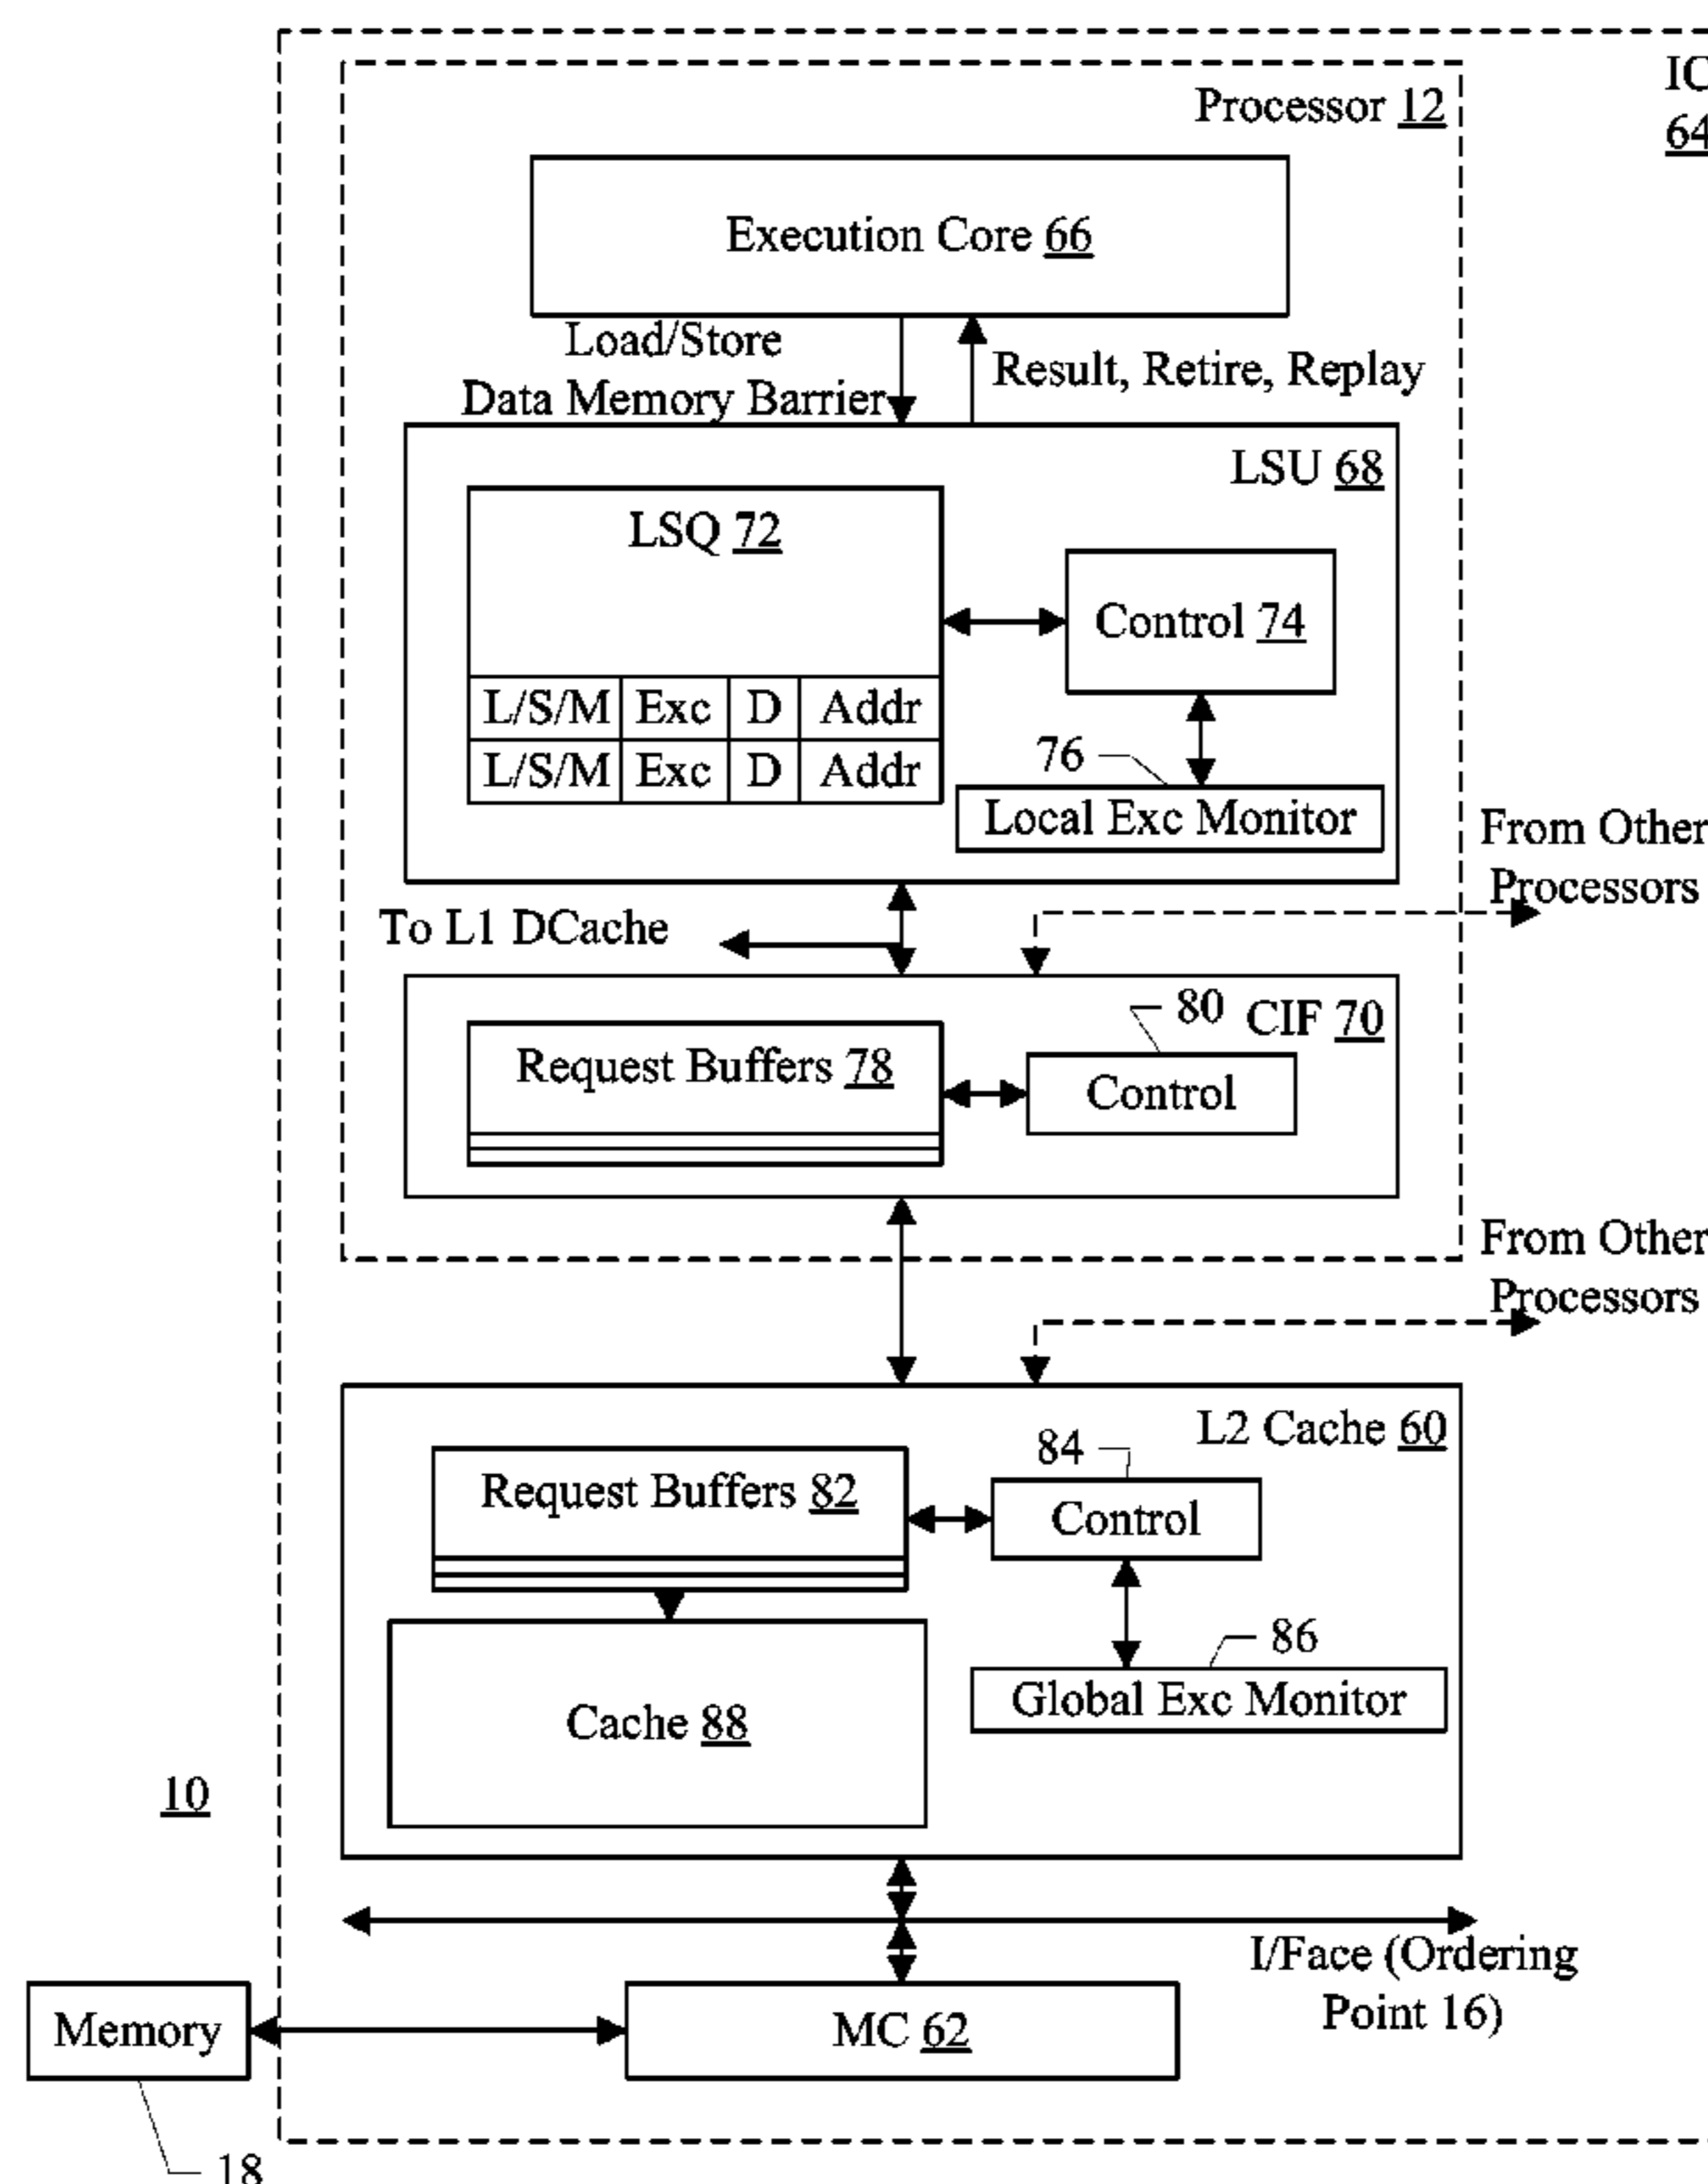 IC
64
Processor 12
Execution Core 66
Load/Store
Data Memory Barrier
Result, Retire, Replay
LSU 68
LSQ 72
Control 74
L/S/M Exc D Addr
L/S/M Exc D Addr
76
Local Exc Monitor
From Other
Processors
To L1 DCache
80
CIF 70
Request Buffers 78
Control
From Other
Processors
L2 Cache 60
84
Request Buffers 82
Control
86
Global Exc Monitor
Cache 88
10
I/Face (Ordering
Point 16)
Memory
MC 62
18